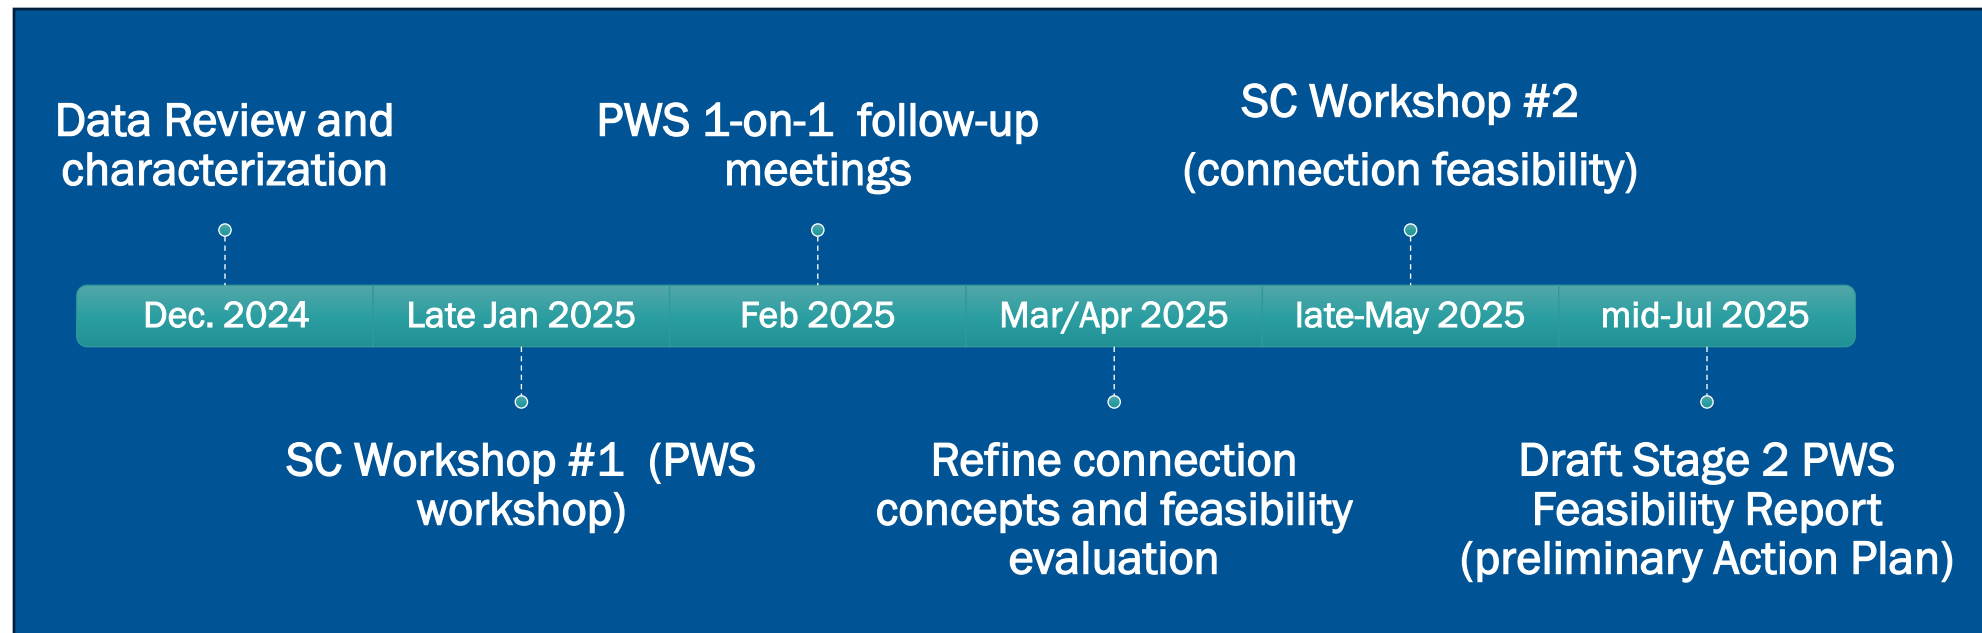 Data Review and
characterization
PWS 1-on-1  follow-up
meetings
SC Workshop #2
(connection feasibility)
Dec. 2024
Late Jan 2025
Feb 2025
Mar/Apr 2025
late-May 2025
mid-Jul 2025
SC Workshop #1  (PWS
workshop)
Refine connection
concepts and feasibility
evaluation
Draft Stage 2 PWS
Feasibility Report
(preliminary Action Plan)